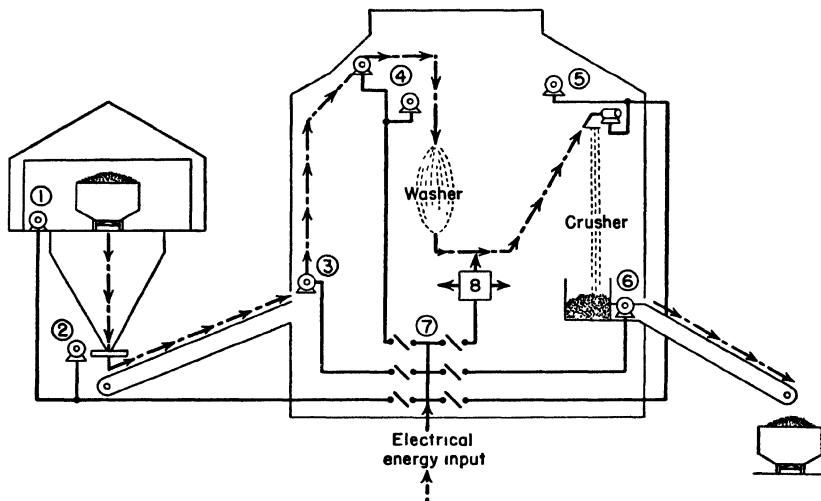 ①
②
③
④
⑤
Washer
Crusher
⑥
⑦
8
Electrical
energy input